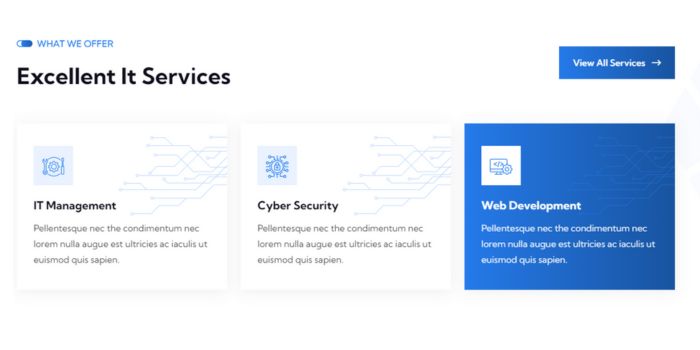 WHAT WE OFFER
Excellent It Services
View All Services
IT Management
Pellentesque nec the condimentum nec
lorem nulla augue est ultricies ac iaculis ut
euismod quis sapien.
Cyber Security
Pellentesque nec the condimentum nec
lorem nulla augue est ultricies ac iaculis ut
euismod quis sapien.
Web Development
Pellentesque nec the condimentum nec
lorem nulla augue est ultricies ac iaculis ut
euismod quis sapien.